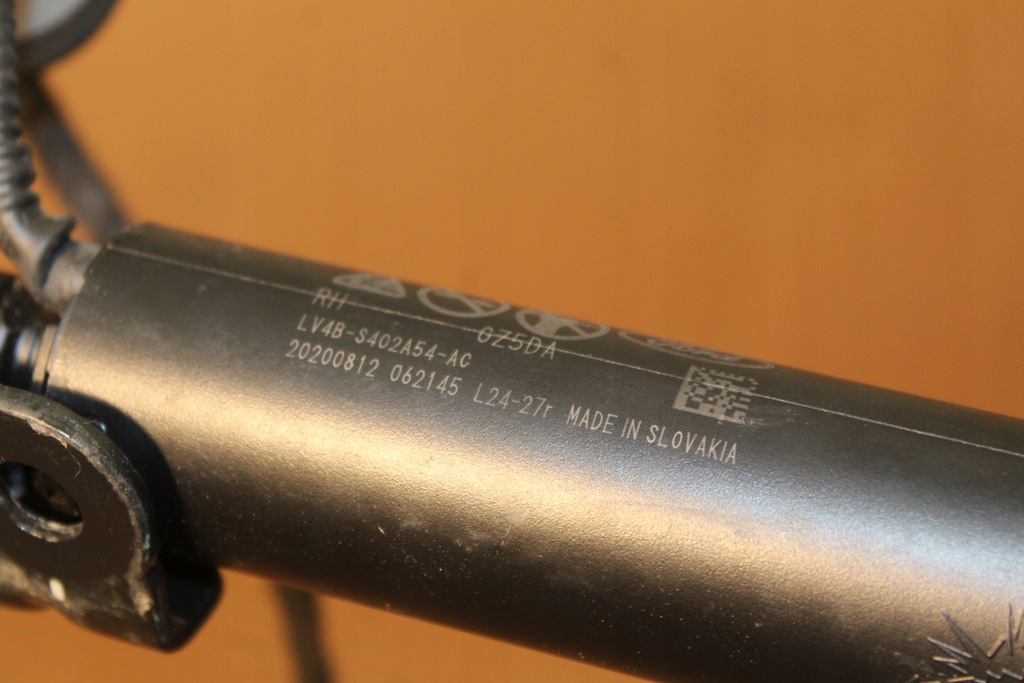 RH
GZ5DA
LV4B-S402A54-AC
20200812 062145 L24-27r MADE IN SLOVAKIA